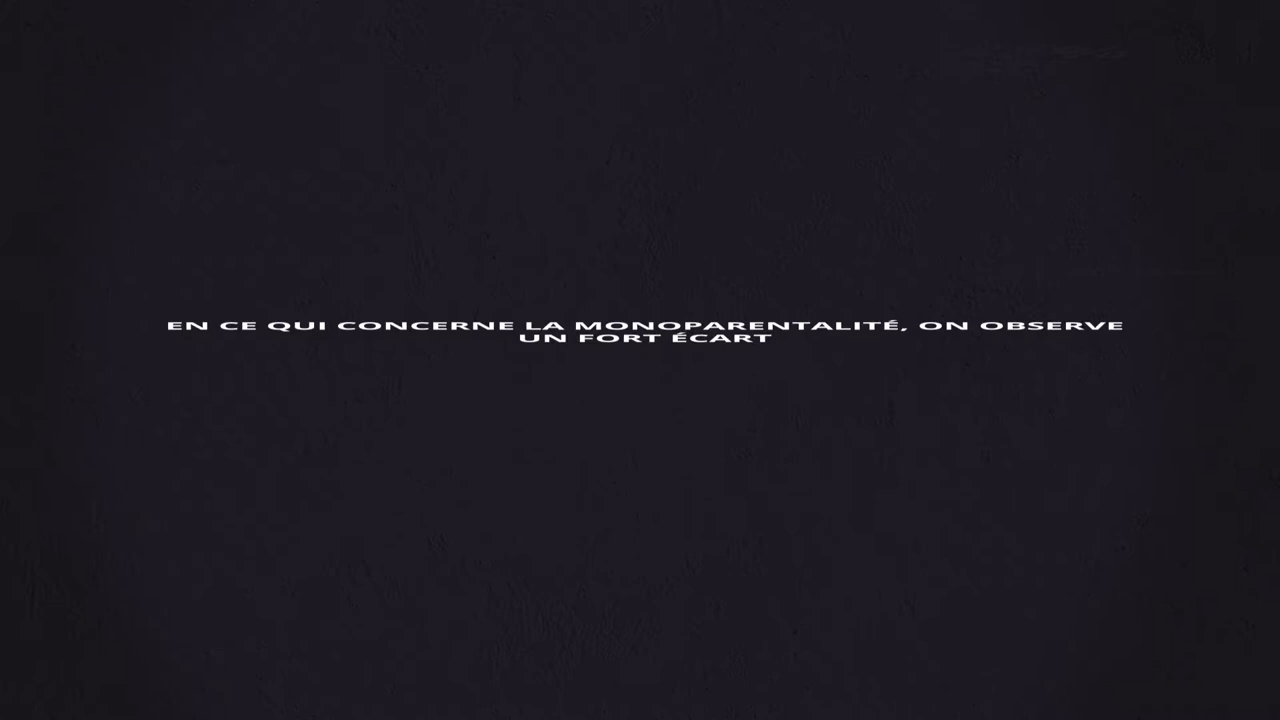 EN CE QUI CONCERNE LA MONOPARENTALITÉ, ON OBSERVE
UN FORT ÉCART